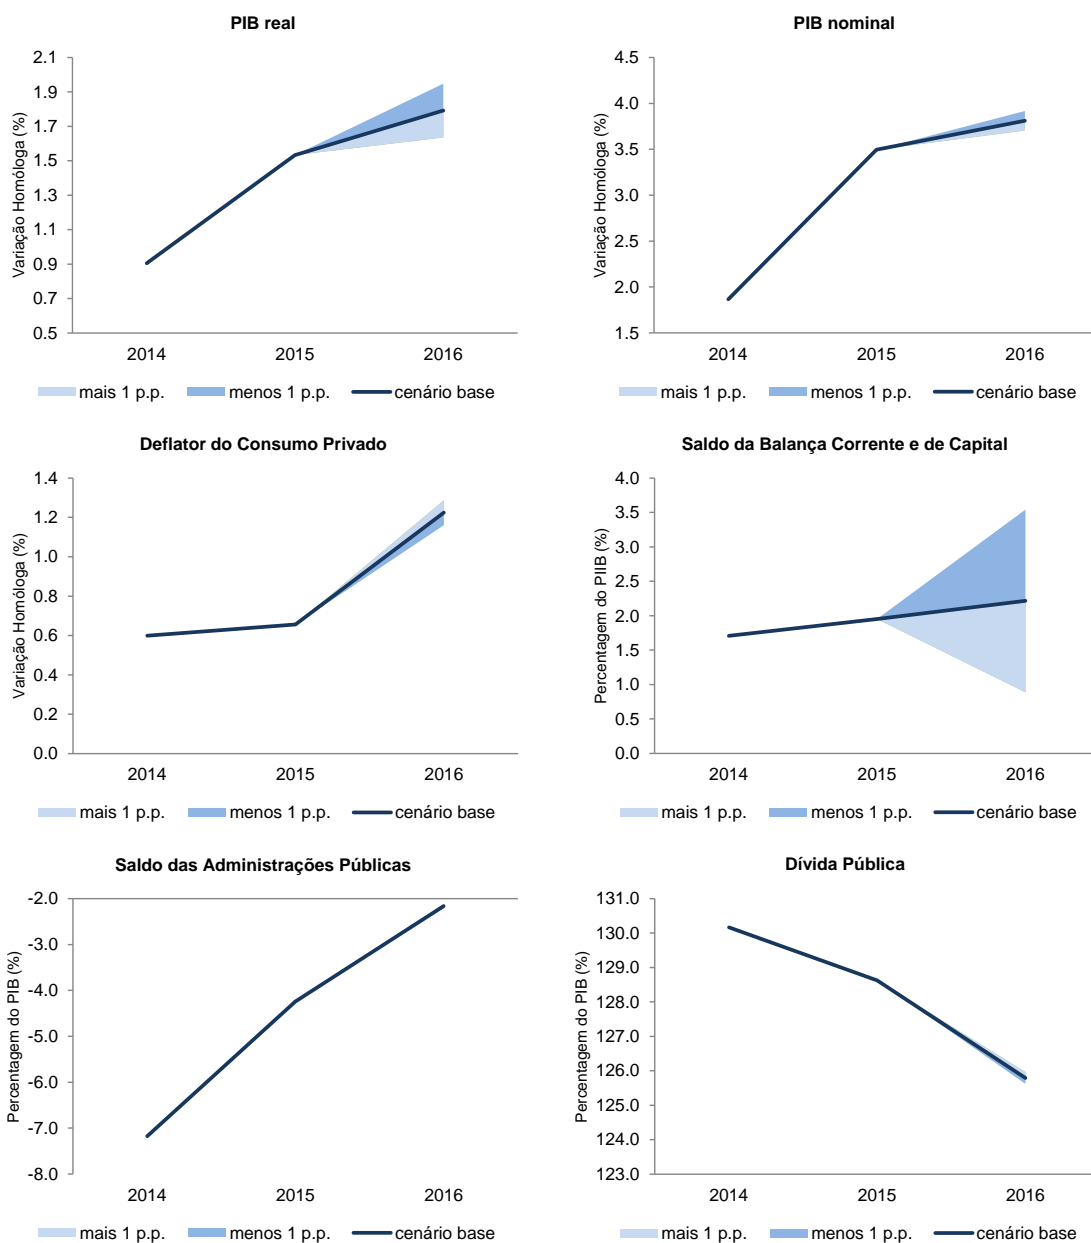 PIB real
Variação Homóloga (%)
2.1
1.9
1.7
1.5
1.3
1.1
0.9
0.7
0.5
2014 2015 2016
mais 1 p.p. menos 1 p.p. cenário base
PIB nominal
Variação Homóloga (%)
4.5
4.0
3.5
3.0
2.5
2.0
1.5
2014 2015 2016
mais 1 p.p. menos 1 p.p. cenário base
Deflator do Consumo Privado
Variação Homóloga (%)
1.4
1.2
1.0
0.8
0.6
0.4
0.2
0.0
2014 2015 2016
mais 1 p.p. menos 1 p.p. cenário base
Saldo da Balança Corrente e de Capital
Percentagem do PIIB (%)
4.0
3.5
3.0
2.5
2.0
1.5
1.0
0.5
0.0
2014 2015 2016
mais 1 p.p. menos 1 p.p. cenário base
Saldo das Administrações Públicas
Percentagem do PIB (%)
-2.0
-3.0
-4.0
-5.0
-6.0
-7.0
-8.0
2014 2015 2016
mais 1 p.p. menos 1 p.p. cenário base
Dívida Pública
Percentagem do PIB (%)
131.0
130.0
129.0
128.0
127.0
126.0
125.0
124.0
123.0
2014 2015 2016
mais 1 p.p. menos 1 p.p. cenário base